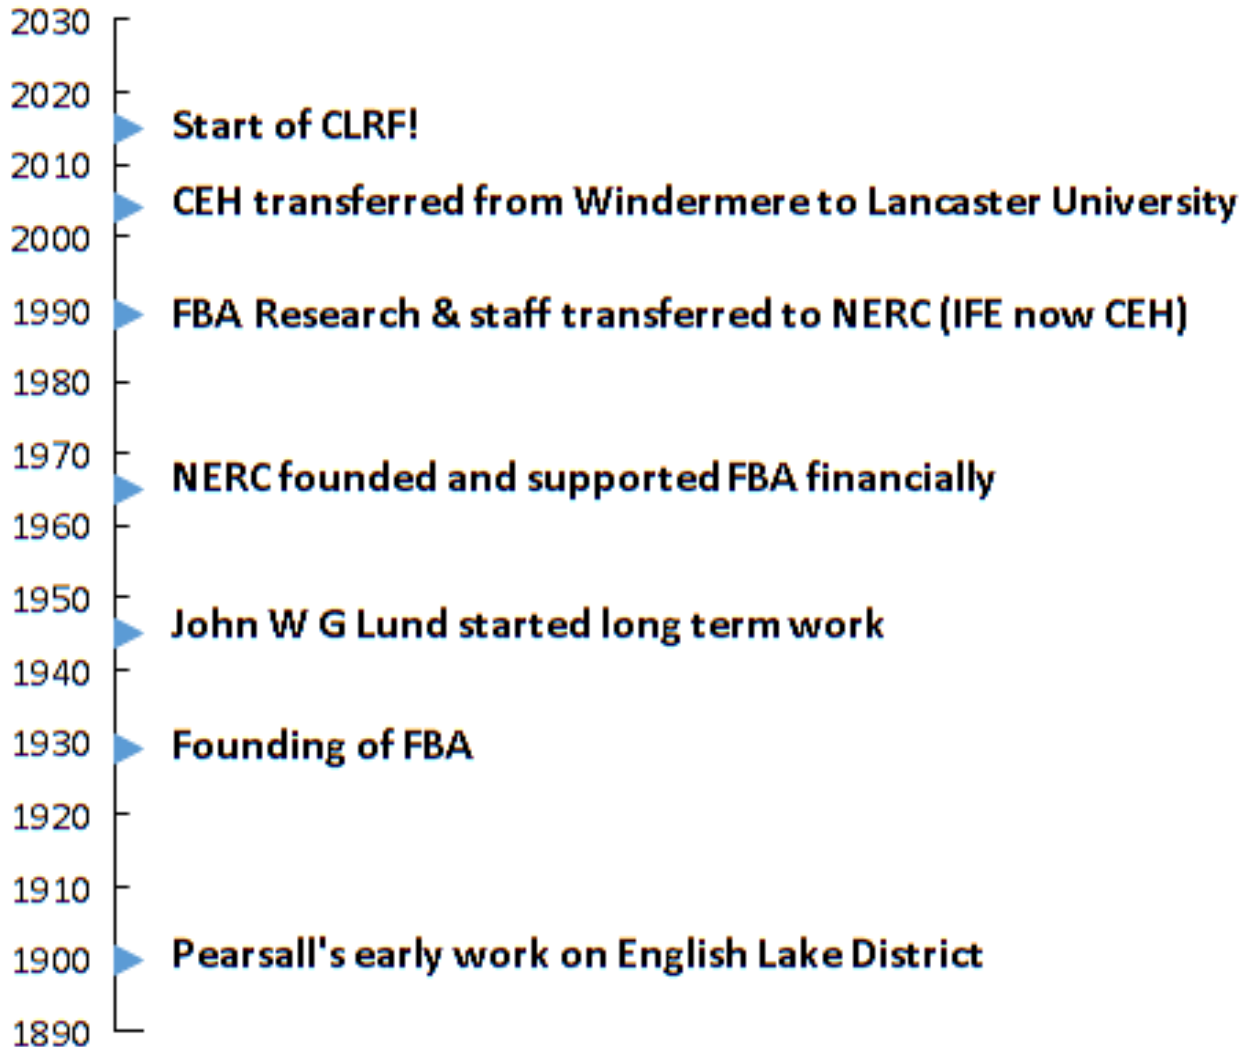 2030
2020
Start of CLRF!
2010
CEH transferred from Windermere to Lancaster University
2000
1990 FBA Research & staff transferred to NERC (IFE now CEH)
1980
1970
NERC founded and supported FBA financially
1960
1950
John W G Lund started long term work
1940
1930 Founding of FBA
1920
1910
1900 Pearsall's early work on English Lake District
1890